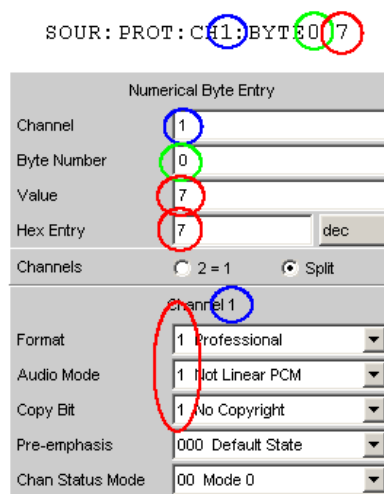 SOUR:PROT:CH1:BYTE0 7
Numerical Byte Entry
Channel 1
Byte Number 0
Value 7
Hex Entry 7 dec
Channels 2 = 1 Split
Channel 1
Format 1 Professional
Audio Mode 1 Not Linear PCM
Copy Bit 1 No Copyright
Pre-emphasis 000 Default State
Chan Status Mode 00 Mode 0